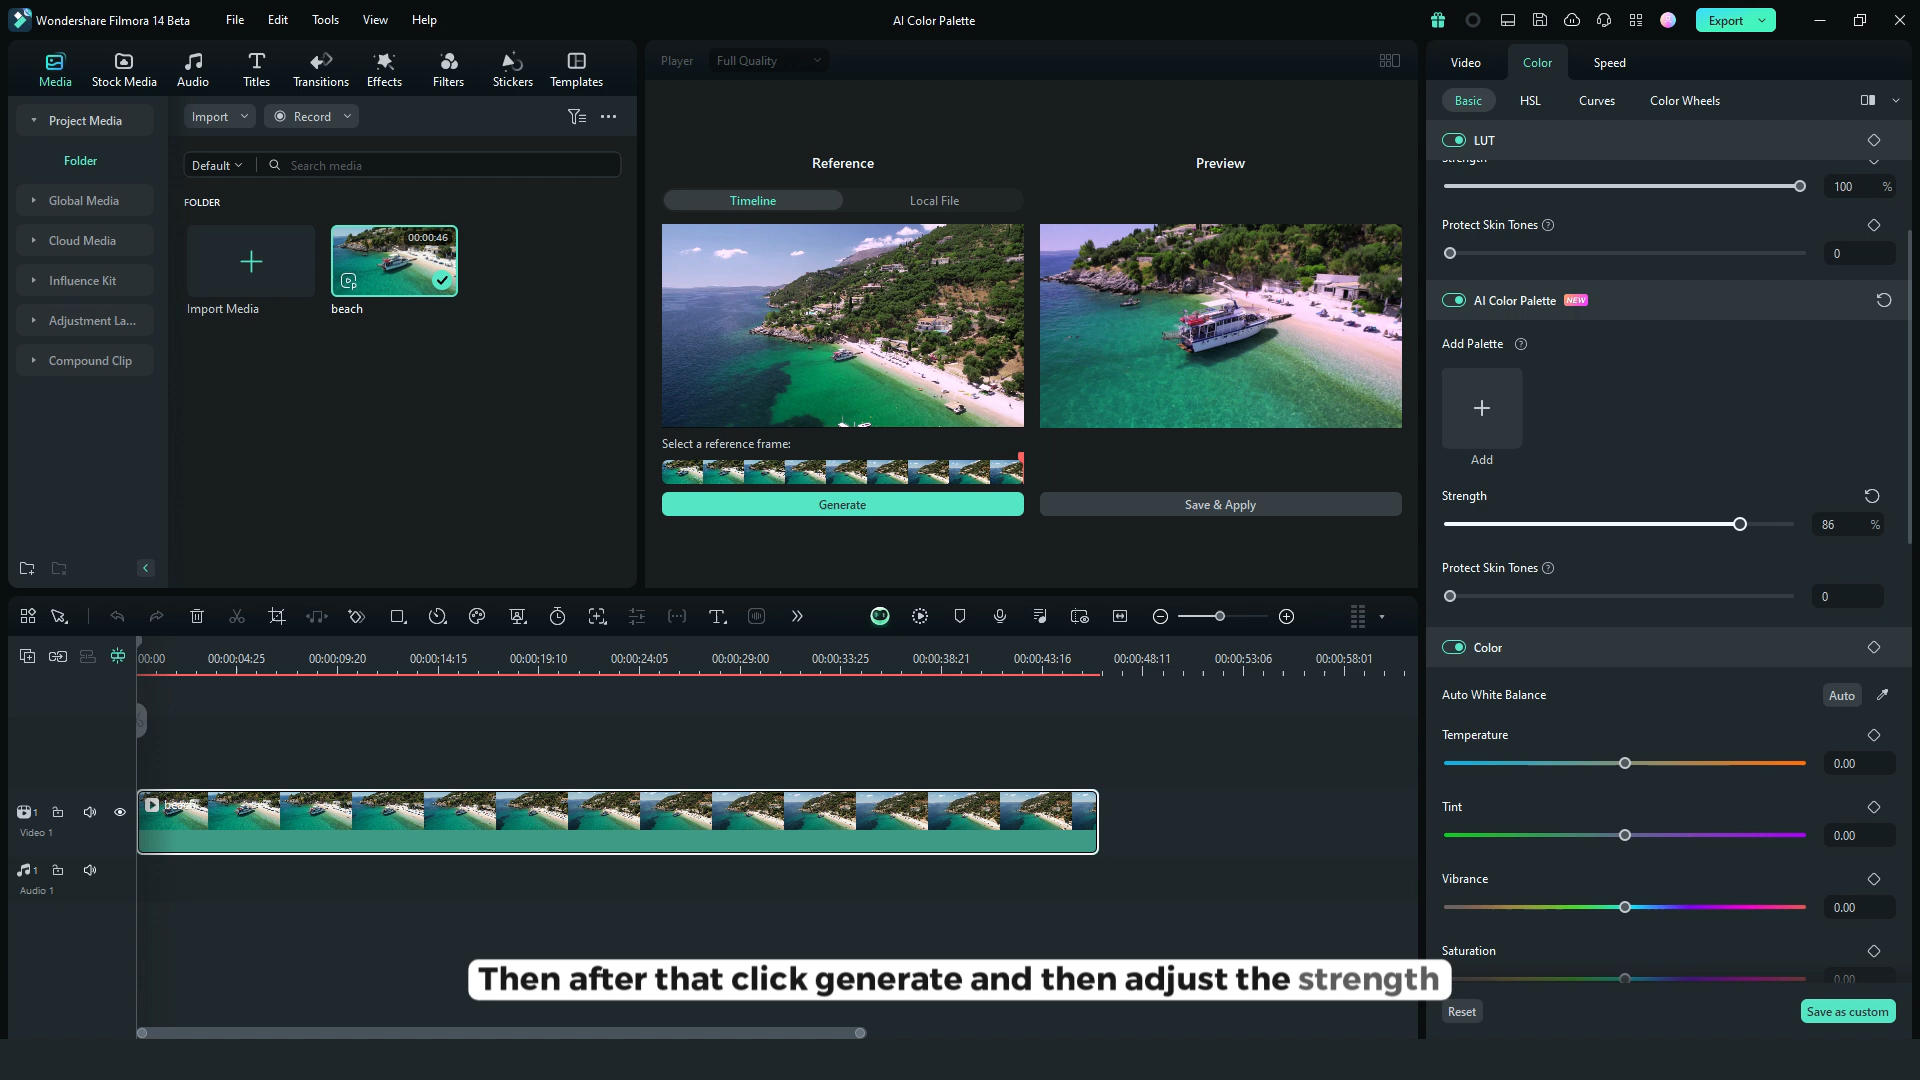 Wondershare Filmora 14 Beta
File
Edit
Tools
View
Help
AI Color Palette
Export
Media
Stock Media
Audio
Titles
Transitions
Effects
Filters
Stickers
Templates
Project Media
Folder
Global Media
Cloud Media
Influence Kit
Adjustment La...
Compound Clip
Import
Record
Default
Search media
FOLDER
00:00:46
Import Media
beach
Player
Full Quality
Reference
Preview
Timeline
Local File
Select a reference frame:
Generate
Save & Apply
Video
Color
Speed
Basic
HSL
Curves
Color Wheels
LUT
Strength
100 %
Protect Skin Tones
0
AI Color Palette NEW
Add Palette
Add
Strength
86 %
Protect Skin Tones
0
Color
Auto White Balance
Auto
Temperature
0.00
Tint
0.00
Vibrance
0.00
Saturation
0.00
Reset
Save as custom
00:00
00:00:04:25
00:00:09:20
00:00:14:15
00:00:19:10
00:00:24:05
00:00:29:00
00:00:33:25
00:00:38:21
00:00:43:16
00:00:48:11
00:00:53:06
00:00:58:01
beach
1
Video 1
1
Audio 1
Then after that click generate and then adjust the strength